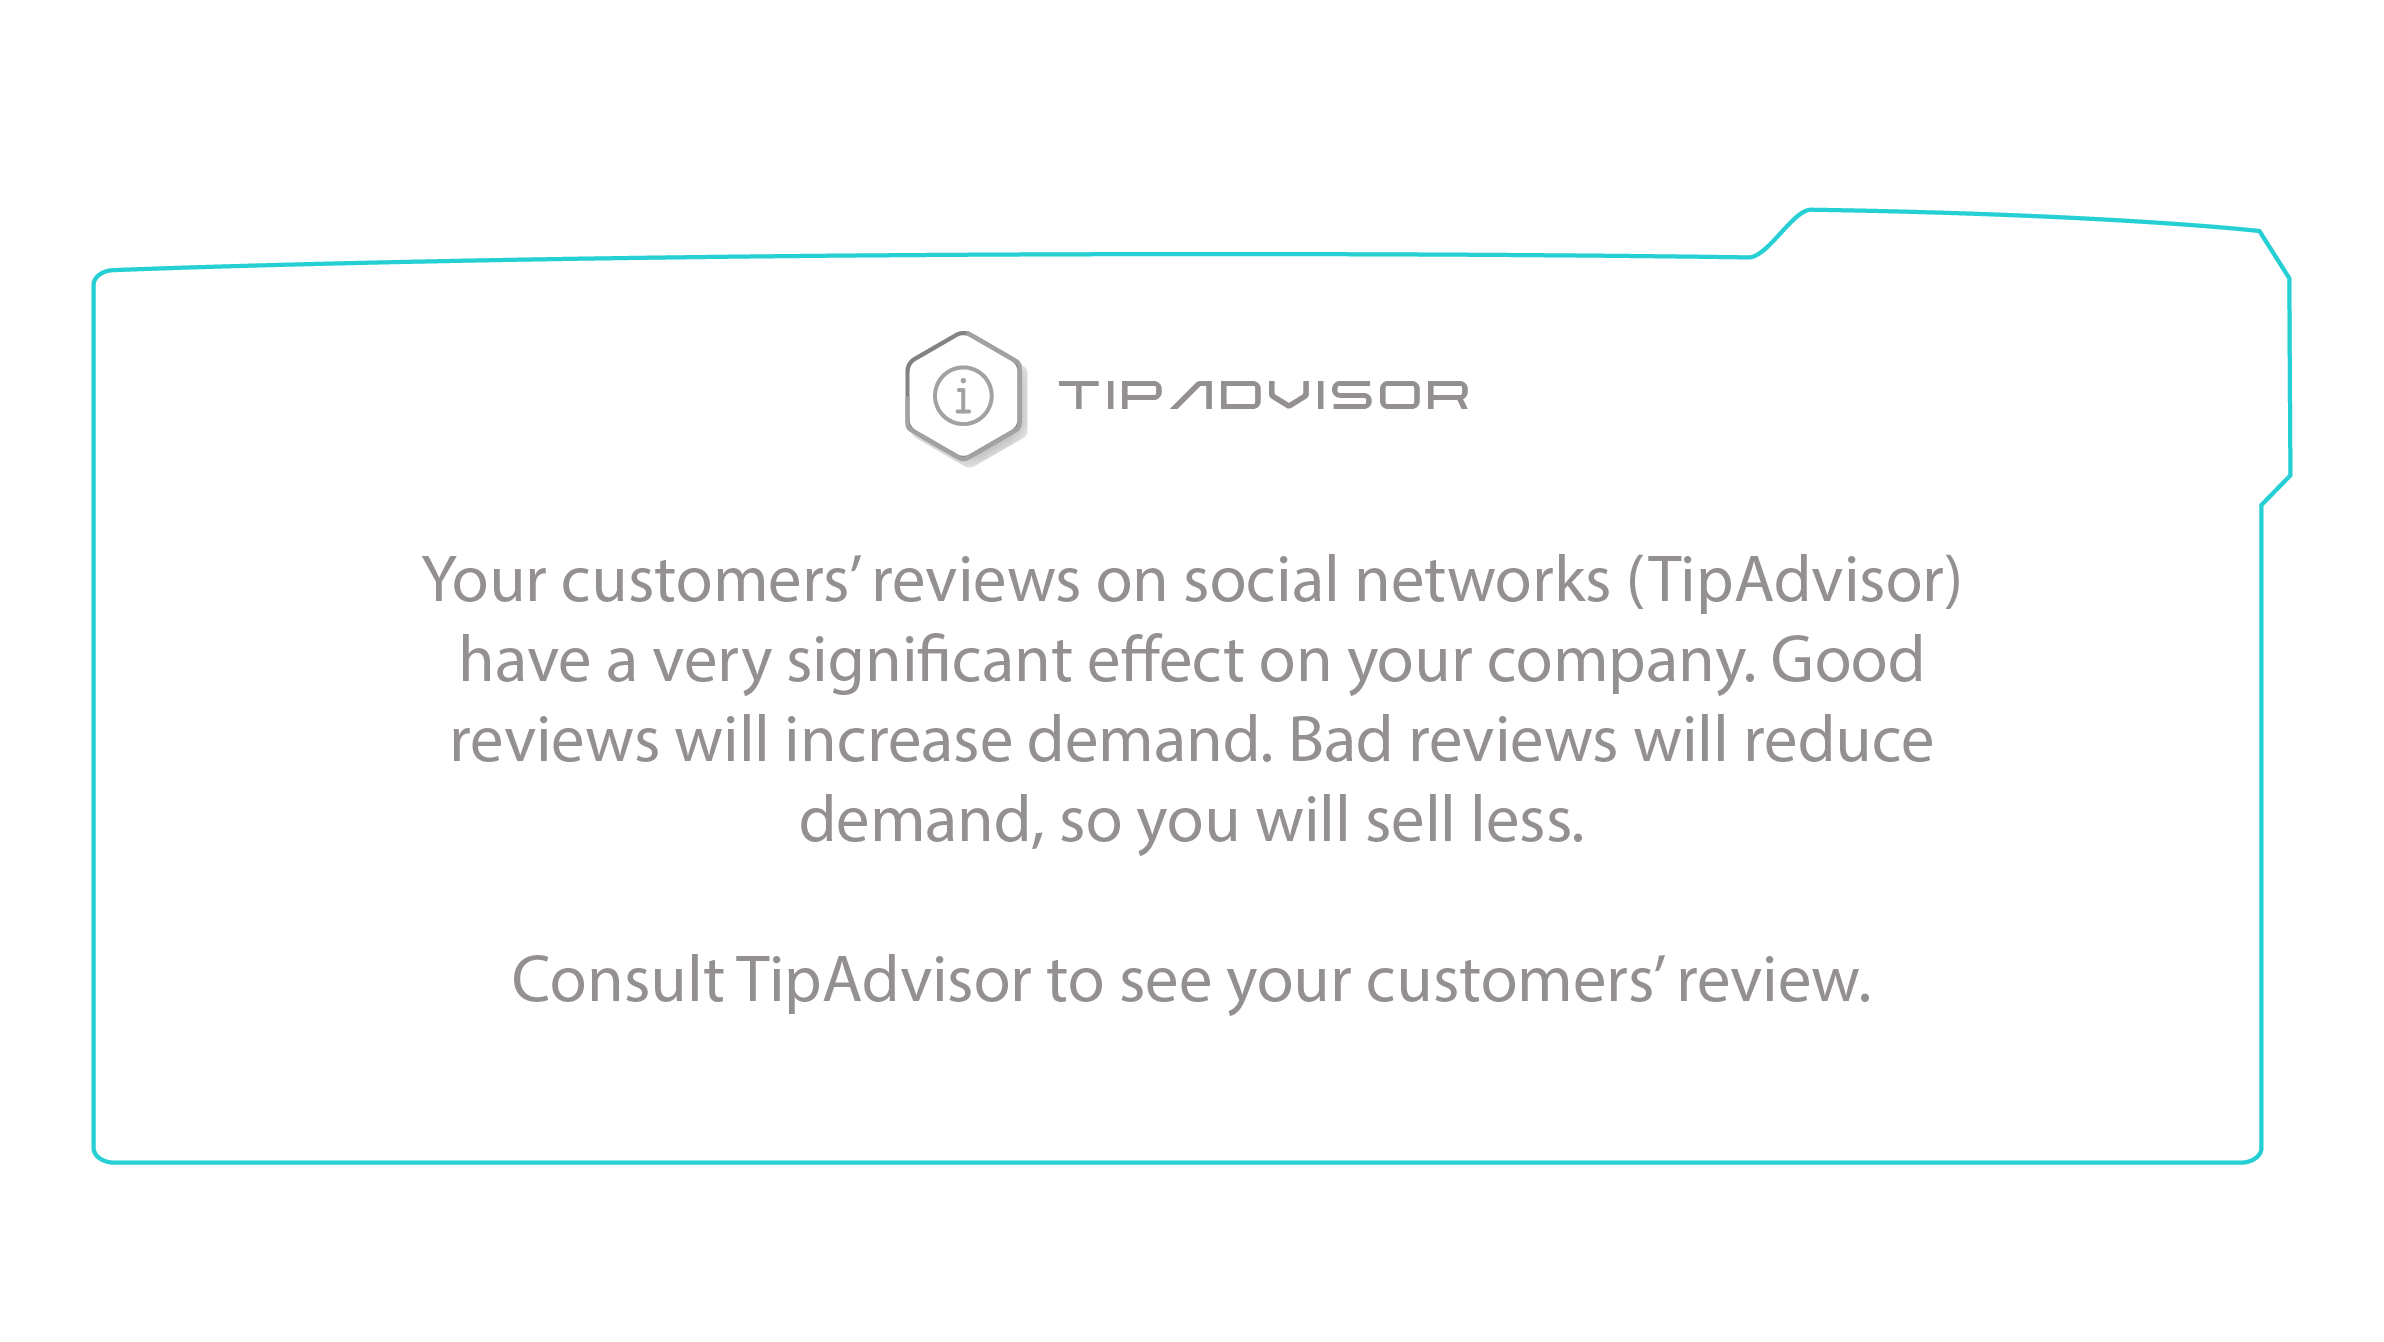 i
TIPADVISOR
Your customers’ reviews on social networks (TipAdvisor)
have a very significant effect on your company. Good
reviews will increase demand. Bad reviews will reduce
demand, so you will sell less.
Consult TipAdvisor to see your customers’ review.